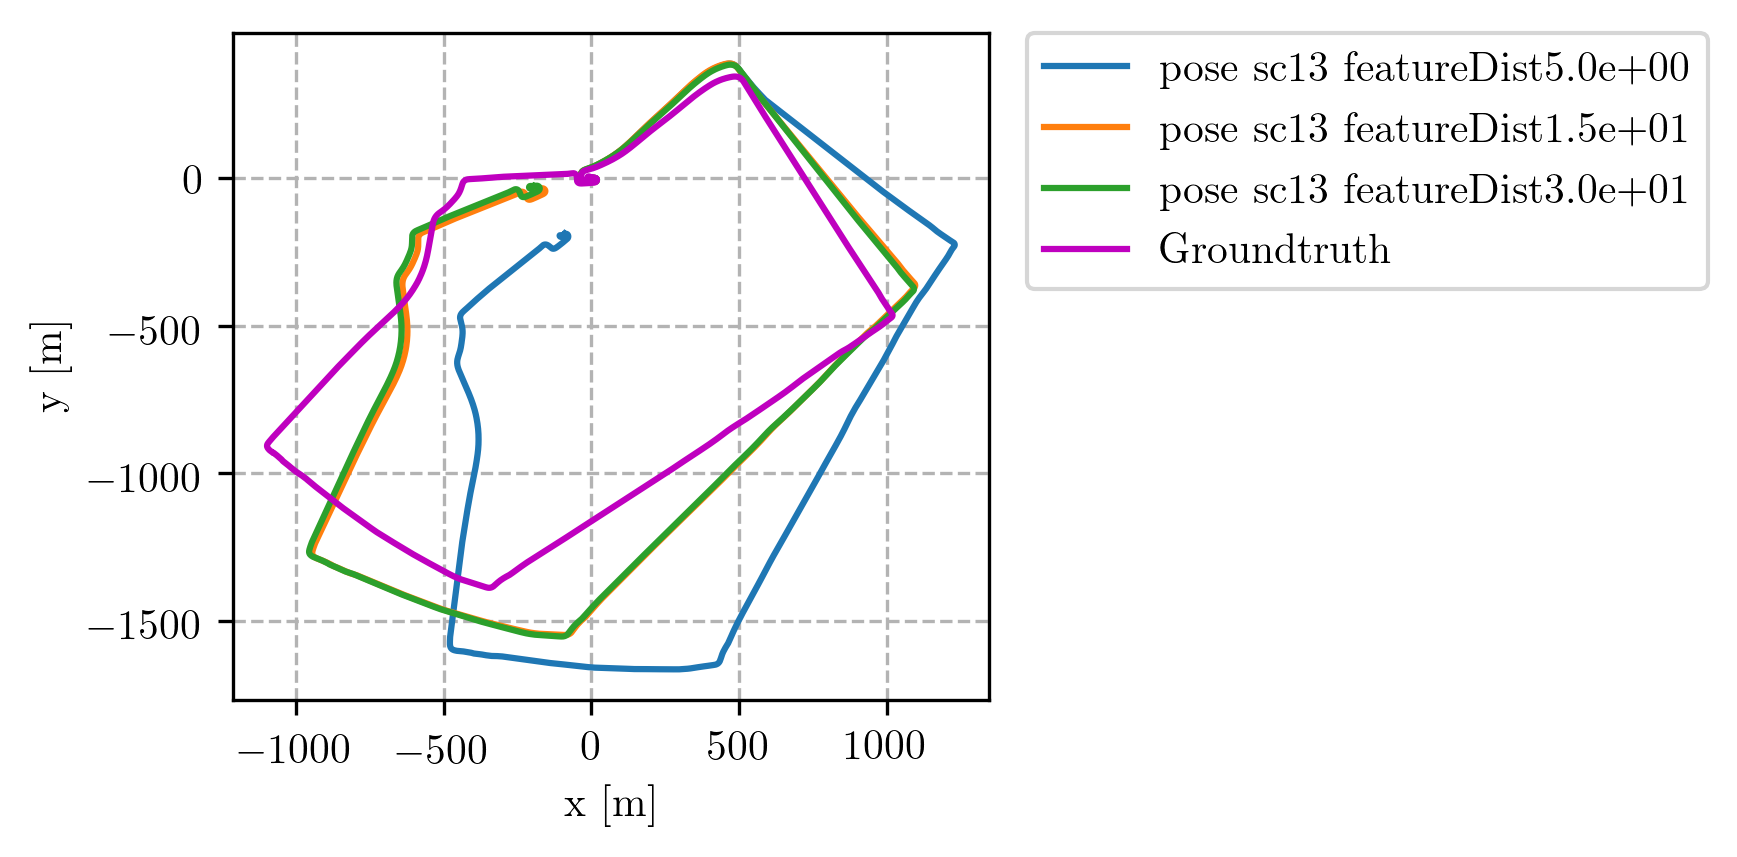 pose sc13 featureDist5.0e+00
pose sc13 featureDist1.5e+01
pose sc13 featureDist3.0e+01
Groundtruth
0
−500
−1000
−1500
y [m]
−1000 −500 0 500 1000
x [m]